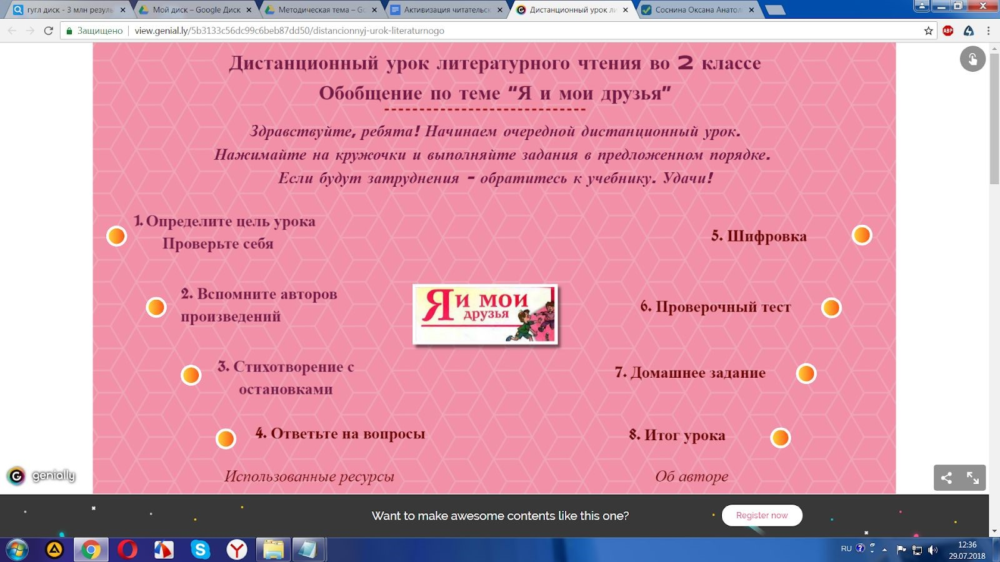 гугл диск - 3 млн резуль
Мой диск – Google Диск
Методическая тема – Go
Активизация читательск
Дистанционный урок ли
Соснина Оксана Анатол
Защищено
view.genial.ly/5b3133c56dc99c6beb87dd50/distancionnyj-urok-literaturnogo
ABP
Дистанционный урок литературного чтения во 2 классе
Обобщение по теме "Я и мои друзья"
Здравствуйте, ребята! Начинаем очередной дистанционный урок.
Нажимайте на кружочки и выполняйте задания в предложенном порядке.
Если будут затруднения - обратитесь к учебнику. Удачи!
1. Определите цель урока
Проверьте себя
2. Вспомните авторов
произведений
3. Стихотворение с
остановками
4. Ответьте на вопросы
Я и мои
друзья
5. Шифровка
6. Проверочный тест
7. Домашнее задание
8. Итог урока
Использованные ресурсы
Об авторе
genially
Want to make awesome contents like this one?
Register now
RU
12:36
29.07.2018